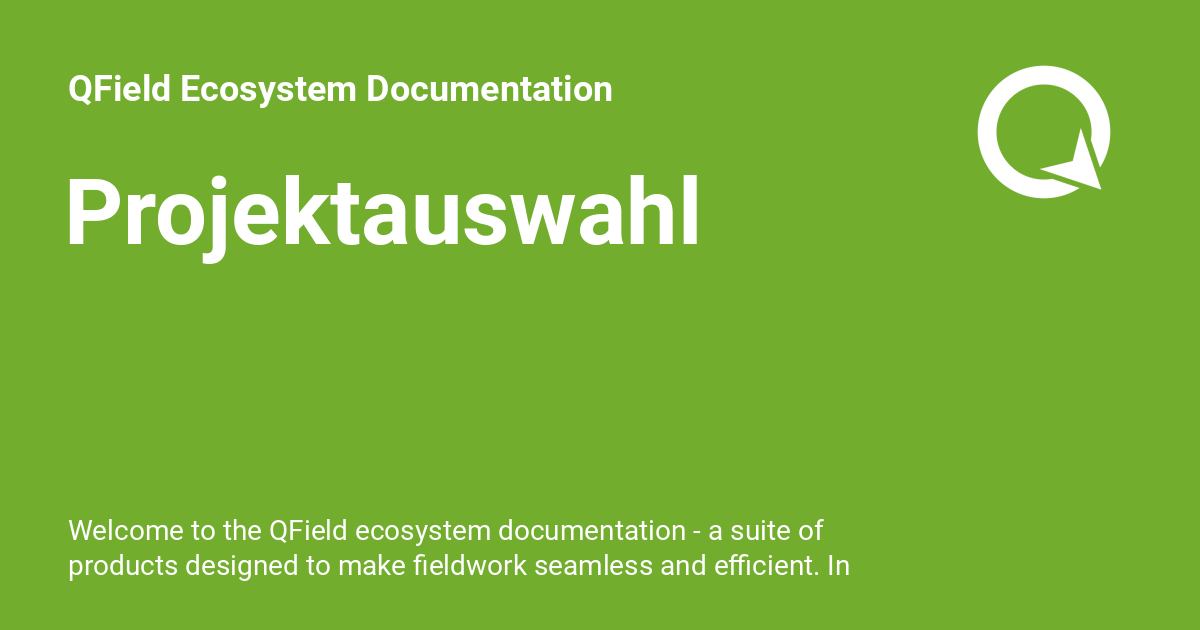 QField Ecosystem Documentation
Projektauswahl
Welcome to the QField ecosystem documentation - a suite of
products designed to make fieldwork seamless and efficient. In